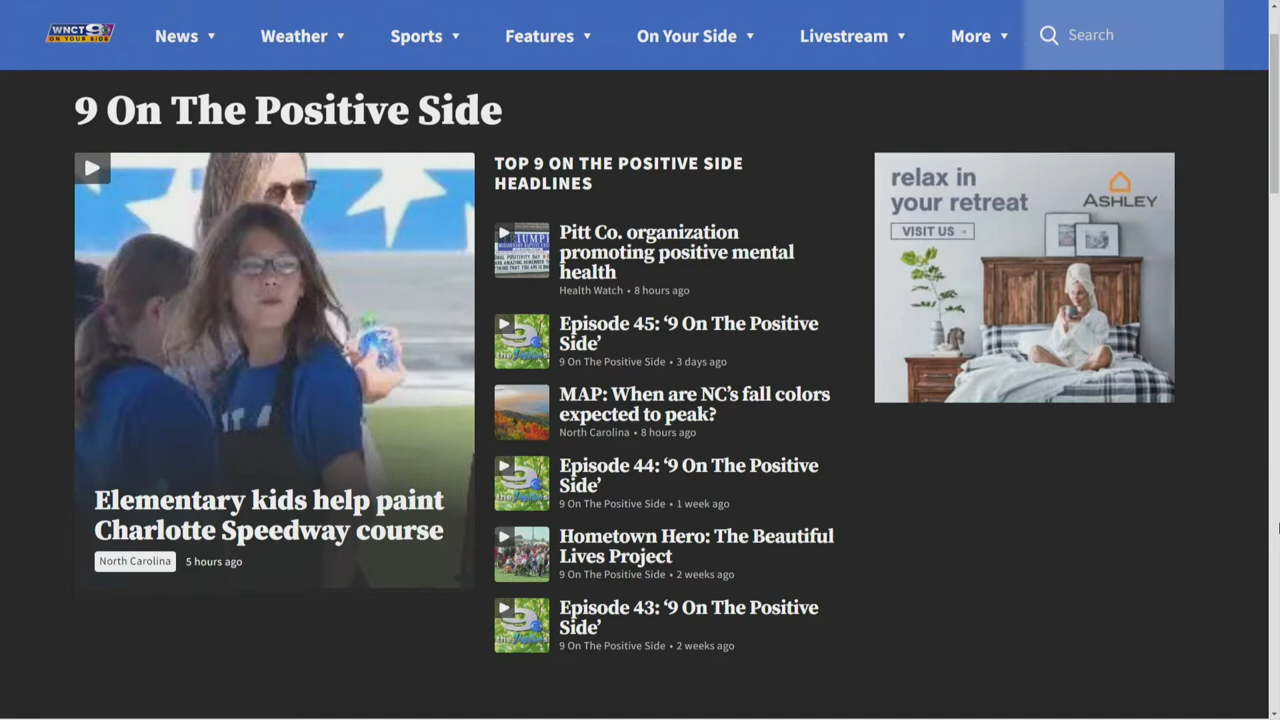 WNCT 9
ON YOUR SIDE
News
Weather
Sports
Features
On Your Side
Livestream
More
Search
9 On The Positive Side
Elementary kids help paint
Charlotte Speedway course
North Carolina
5 hours ago
TOP 9 ON THE POSITIVE SIDE
HEADLINES
Pitt Co. organization
promoting positive mental
health
Health Watch • 8 hours ago
Episode 45: ‘9 On The Positive
Side’
9 On The Positive Side • 3 days ago
MAP: When are NC’s fall colors
expected to peak?
North Carolina • 8 hours ago
Episode 44: ‘9 On The Positive
Side’
9 On The Positive Side • 1 week ago
Hometown Hero: The Beautiful
Lives Project
9 On The Positive Side • 2 weeks ago
Episode 43: ‘9 On The Positive
Side’
9 On The Positive Side • 2 weeks ago
relax in
your retreat
VISIT US
ASHLEY